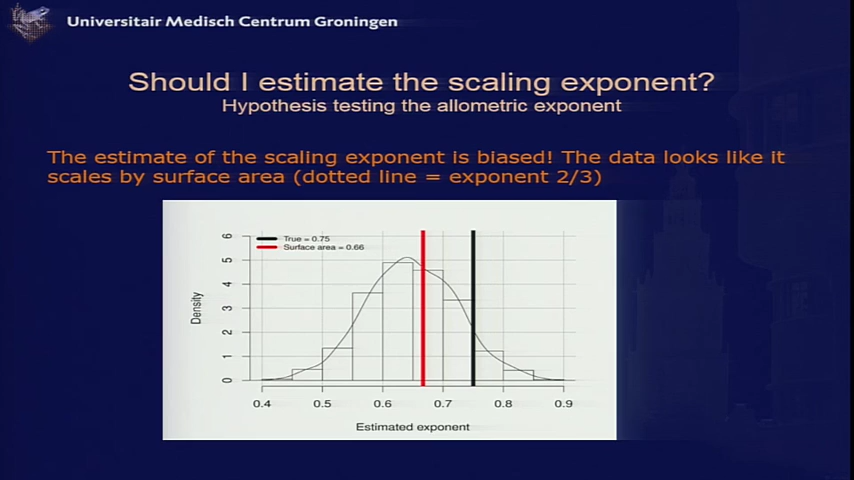 Universitair Medisch Centrum Groningen
Should I estimate the scaling exponent?
Hypothesis testing the allometric exponent
The estimate of the scaling exponent is biased! The data looks like it
scales by surface area (dotted line = exponent 2/3)
True = 0.75
Surface area = 0.66
Density
6
5
4
3
2
1
0
0.4 0.5 0.6 0.7 0.8 0.9
Estimated exponent